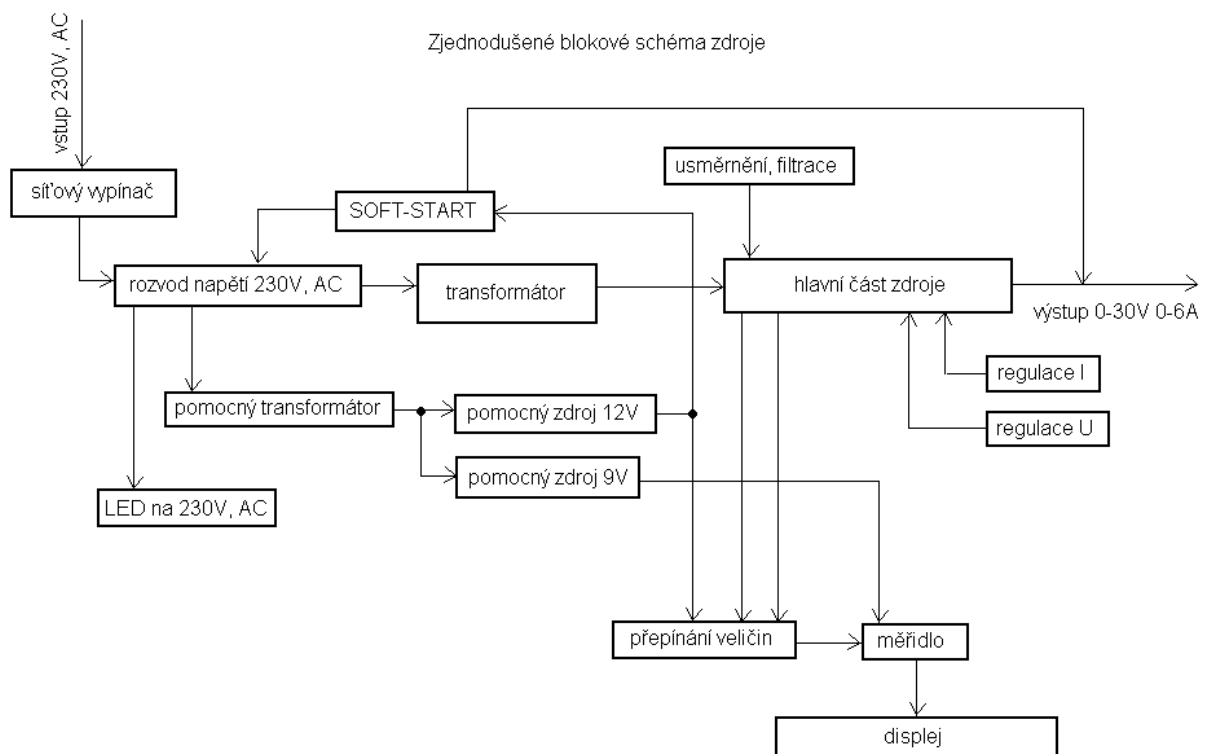 Zjednodušené blokové schéma zdroje
vstup 230V, AC
síťový vypínač
usměrnění, filtrace
SOFT-START
rozvod napětí 230V, AC
transformátor
hlavní část zdroje
výstup 0-30V 0-6A
regulace I
pomocný transformátor
pomocný zdroj 12V
regulace U
pomocný zdroj 9V
LED na 230V, AC
přepínání veličin
měřidlo
displej